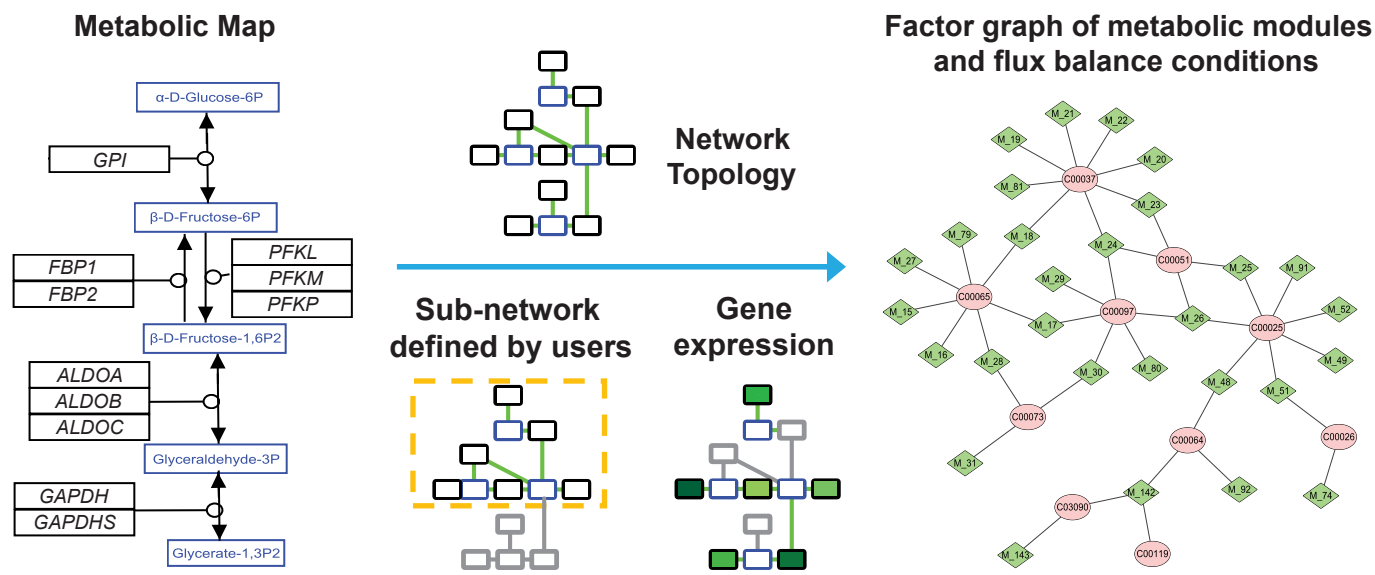 Metabolic Map
α-D-Glucose-6P
GPI
β-D-Fructose-6P
FBP1
FBP2
PFKL
PFKM
PFKP
β-D-Fructose-1,6P2
ALDOA
ALDOB
ALDOC
Glyceraldehyde-3P
GAPDH
GAPDHS
Glycerate-1,3P2
Network
Topology
Sub-network
defined by users
Gene
expression
Factor graph of metabolic modules
and flux balance conditions
M_21
M_22
M_19
M_20
C00037
M_81
M_23
M_79
M_18
M_24
M_27
C00051
M_25
M_91
M_29
C00065
M_15
M_17
C00097
M_26
C00025
M_52
M_16
M_28
M_30
M_80
M_48
M_49
M_51
C00073
C00064
C00026
M_31
M_142
M_92
M_74
C03090
M_143
C00119